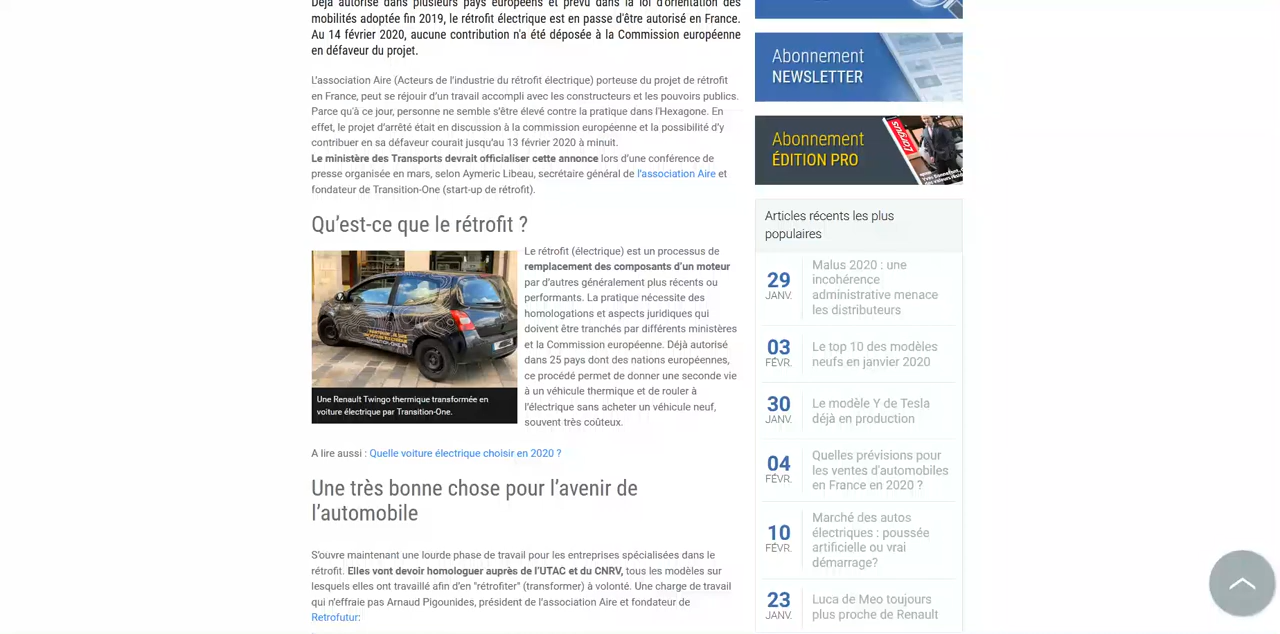 Déjà autorisé dans plusieurs pays européens et prévu dans la loi d'orientation des
mobilités adoptée fin 2019, le rétrofit électrique est en passe d'être autorisé en France.
Au 14 février 2020, aucune contribution n'a été déposée à la Commission européenne
en défaveur du projet.
L'association Aire (Acteurs de l'industrie du rétrofit électrique) porteuse du projet de rétrofit
en France, peut se réjouir d'un travail accompli avec les constructeurs et les pouvoirs publics.
Parce qu'à ce jour, personne ne semble s'être élevé contre la pratique dans l'Hexagone. En
effet, le projet d'arrêté était en discussion à la commission européenne et la possibilité d'y
contribuer en sa défaveur courait jusqu'au 13 février 2020 à minuit.
Le ministère des Transports devrait officialiser cette annonce lors d'une conférence de
presse organisée en mars, selon Aymeric Libeau, secrétaire général de l'association Aire et
fondateur de Transition-One (start-up de rétrofit).
Qu'est-ce que le rétrofit ?
Le rétrofit (électrique) est un processus de
remplacement des composants d'un moteur
par d'autres généralement plus récents ou
performants. La pratique nécessite des
homologations et aspects juridiques qui
doivent être tranchés par différents ministères
et la Commission européenne. Déjà autorisé
dans 25 pays dont des nations européennes,
ce procédé permet de donner une seconde vie
à un véhicule thermique et de rouler à
l'électrique sans acheter un véhicule neuf,
souvent très coûteux.
Une Renault Twingo thermique transformée en
voiture électrique par Transition-One.
A lire aussi : Quelle voiture électrique choisir en 2020 ?
Une très bonne chose pour l'avenir de
l'automobile
S'ouvre maintenant une lourde phase de travail pour les entreprises spécialisées dans le
rétrofit. Elles vont devoir homologuer auprès de l'UTAC et du CNRV, tous les modèles sur
lesquels elles ont travaillé afin d'en "rétrofiter" (transformer) à volonté. Une charge de travail
qui n'effraie pas Arnaud Pigounides, président de l'association Aire et fondateur de
Retrofutur:
Abonnement
NEWSLETTER
Abonnement
ÉDITION PRO
Articles récents les plus
populaires
29
JANV.
Malus 2020 : une
incohérence
administrative menace
les distributeurs
03
FÉVR.
Le top 10 des modèles
neufs en janvier 2020
30
JANV.
Le modèle Y de Tesla
déjà en production
04
FÉVR.
Quelles prévisions pour
les ventes d'automobiles
en France en 2020 ?
10
FÉVR.
Marché des autos
électriques : poussée
artificielle ou vrai
démarrage?
23
JANV.
Luca de Meo toujours
plus proche de Renault